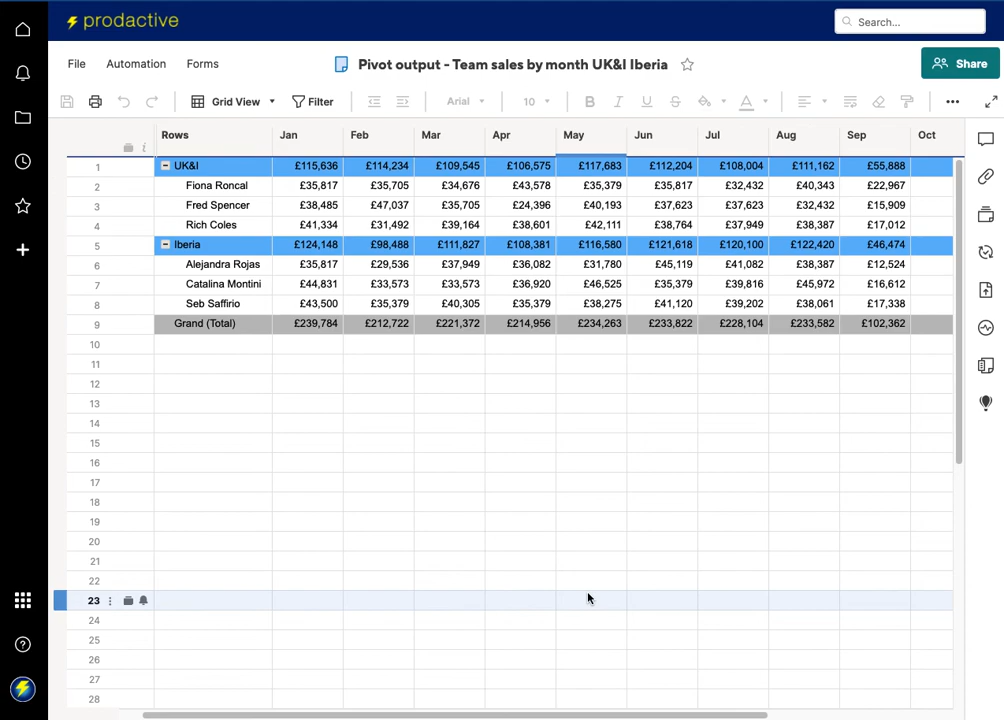 prodactive
Search...
File Automation Forms
Pivot output - Team sales by month UK&I Iberia
Share
Grid View Filter Arial 10 B I U S A
Rows Jan Feb Mar Apr May Jun Jul Aug Sep Oct
1 UK&I £115,636 £114,234 £109,545 £106,575 £117,683 £112,204 £108,004 £111,162 £55,888
2 Fiona Roncal £35,817 £35,705 £34,676 £43,578 £35,379 £35,817 £32,432 £40,343 £22,967
3 Fred Spencer £38,485 £47,037 £35,705 £24,396 £40,193 £37,623 £37,623 £32,432 £15,909
4 Rich Coles £41,334 £31,492 £39,164 £38,601 £42,111 £38,764 £37,949 £38,387 £17,012
5 Iberia £124,148 £98,488 £111,827 £108,381 £116,580 £121,618 £120,100 £122,420 £46,474
6 Alejandra Rojas £35,817 £29,536 £37,949 £36,082 £31,780 £45,119 £41,082 £38,387 £12,524
7 Catalina Montini £44,831 £33,573 £33,573 £36,920 £46,525 £35,379 £39,816 £45,972 £16,612
8 Seb Saffirio £43,500 £35,379 £40,305 £35,379 £38,275 £41,120 £39,202 £38,061 £17,338
9 Grand (Total) £239,784 £212,722 £221,372 £214,956 £234,263 £233,822 £228,104 £233,582 £102,362
10
11
12
13
14
15
16
17
18
19
20
21
22
23
24
25
26
27
28